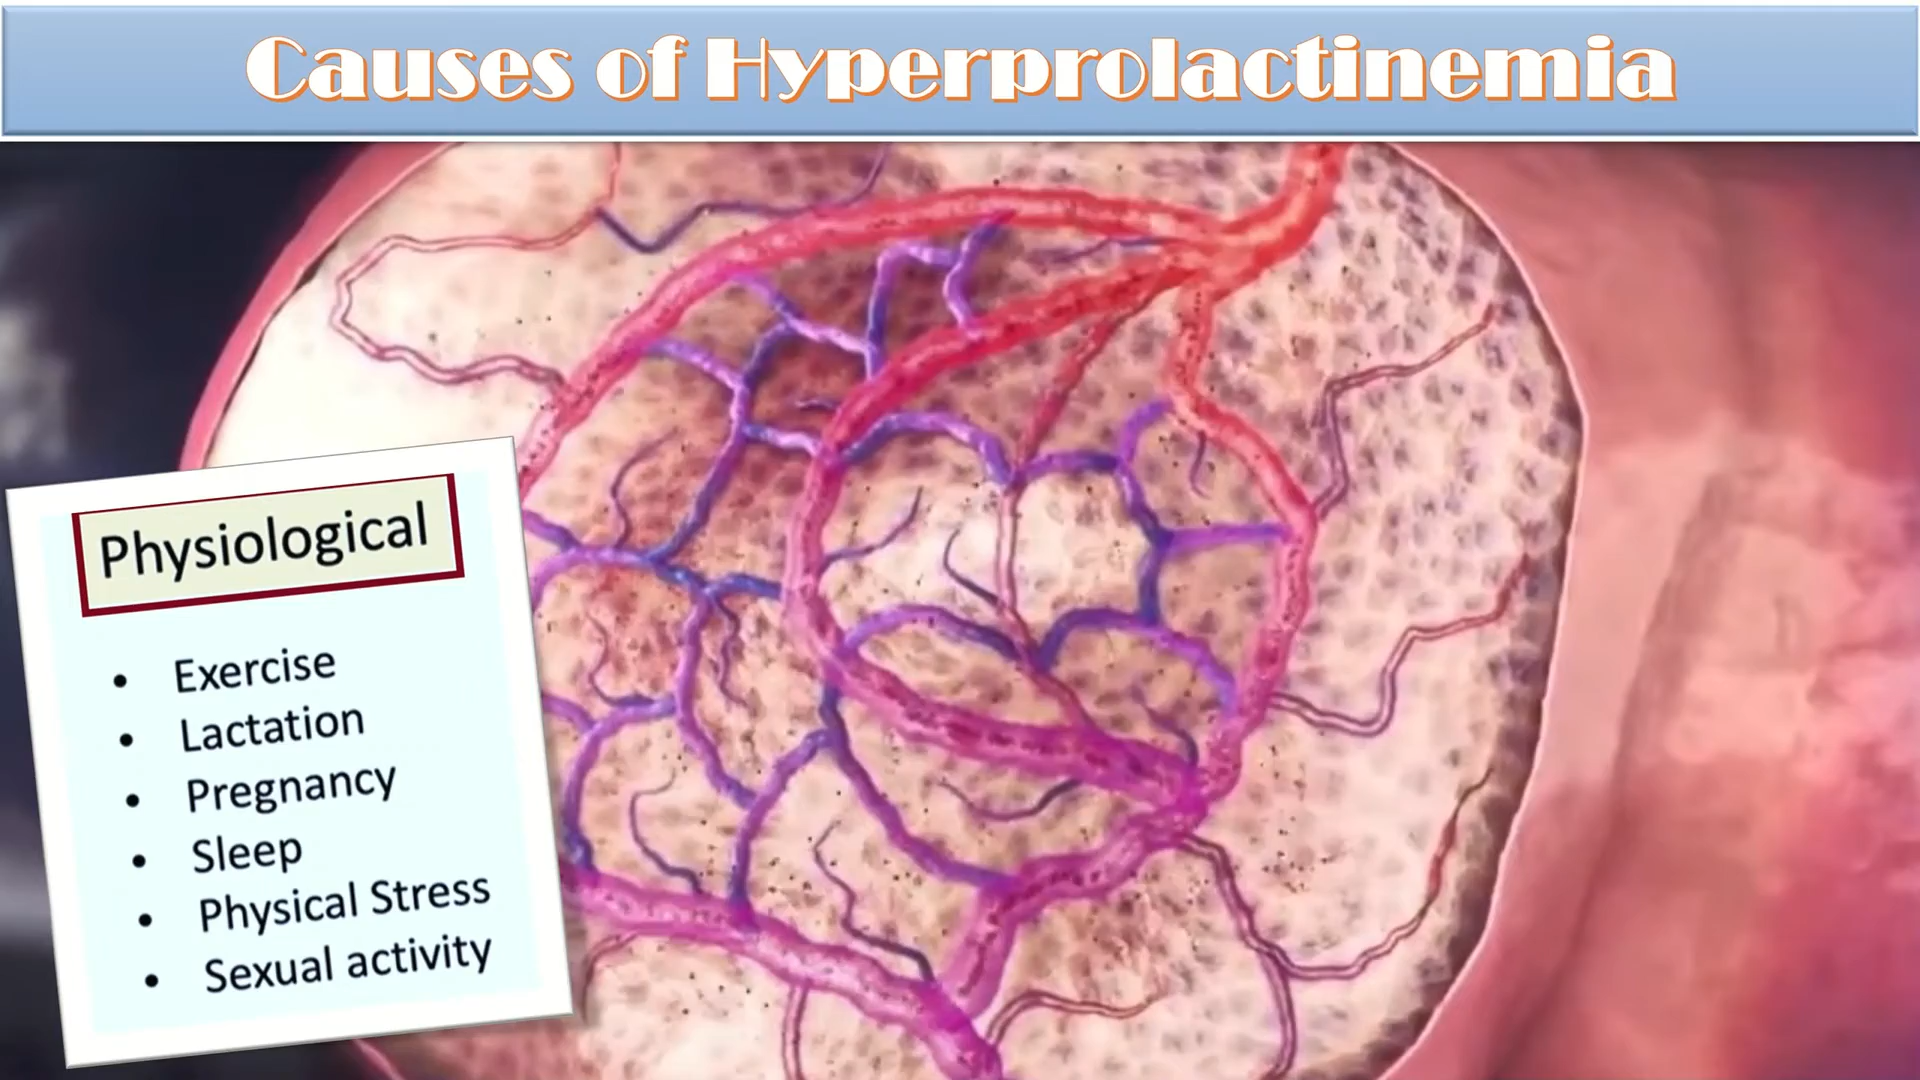 Causes of Hyperprolactinemia
Physiological
• Exercise
• Lactation
• Pregnancy
• Sleep
• Physical Stress
• Sexual activity